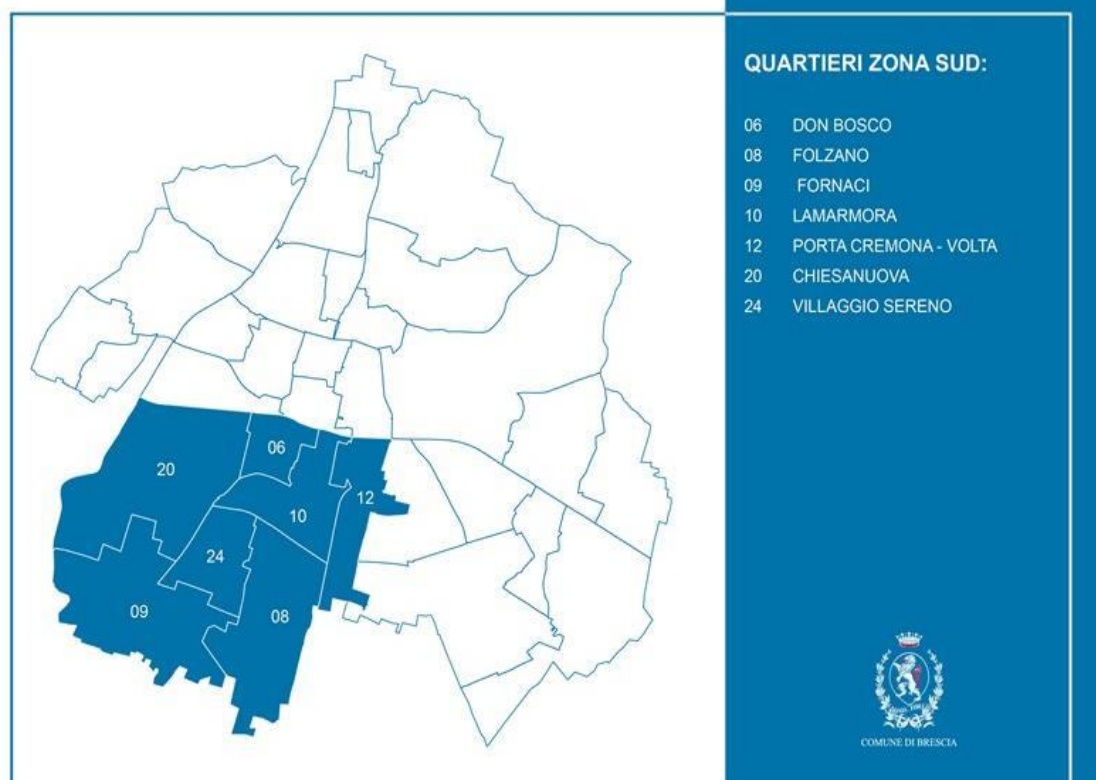 QUARTIERI ZONA SUD:
06 DON BOSCO
08 FOLZANO
09 FORNACI
10 LAMARMORA
12 PORTA CREMONA - VOLTA
20 CHIESANUOVA
24 VILLAGGIO SERENO
06
20
12
10
24
09
08
COMUNE DI BRESCIA